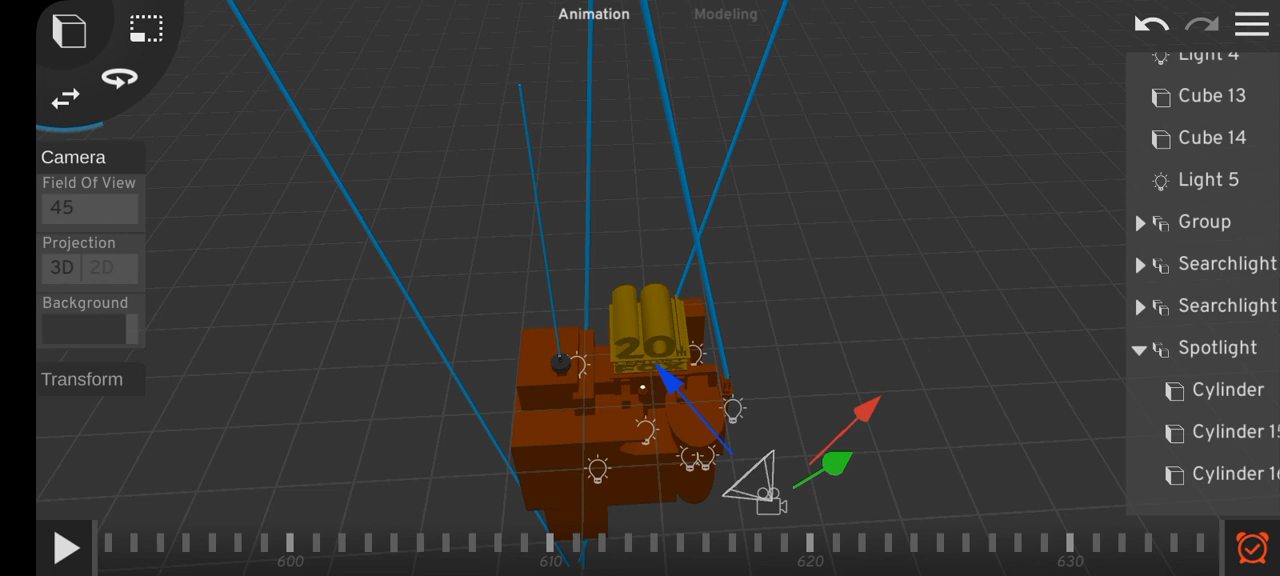 Animation
Modeling
Light 4
Cube 13
Cube 14
Light 5
Camera
Field Of View
45
Group
Projection
3D 2D
Searchlight
Background
Searchlight
Spotlight
20th
Transform
Cylinder
Cylinder 15
Cylinder 16
600
610
620
630